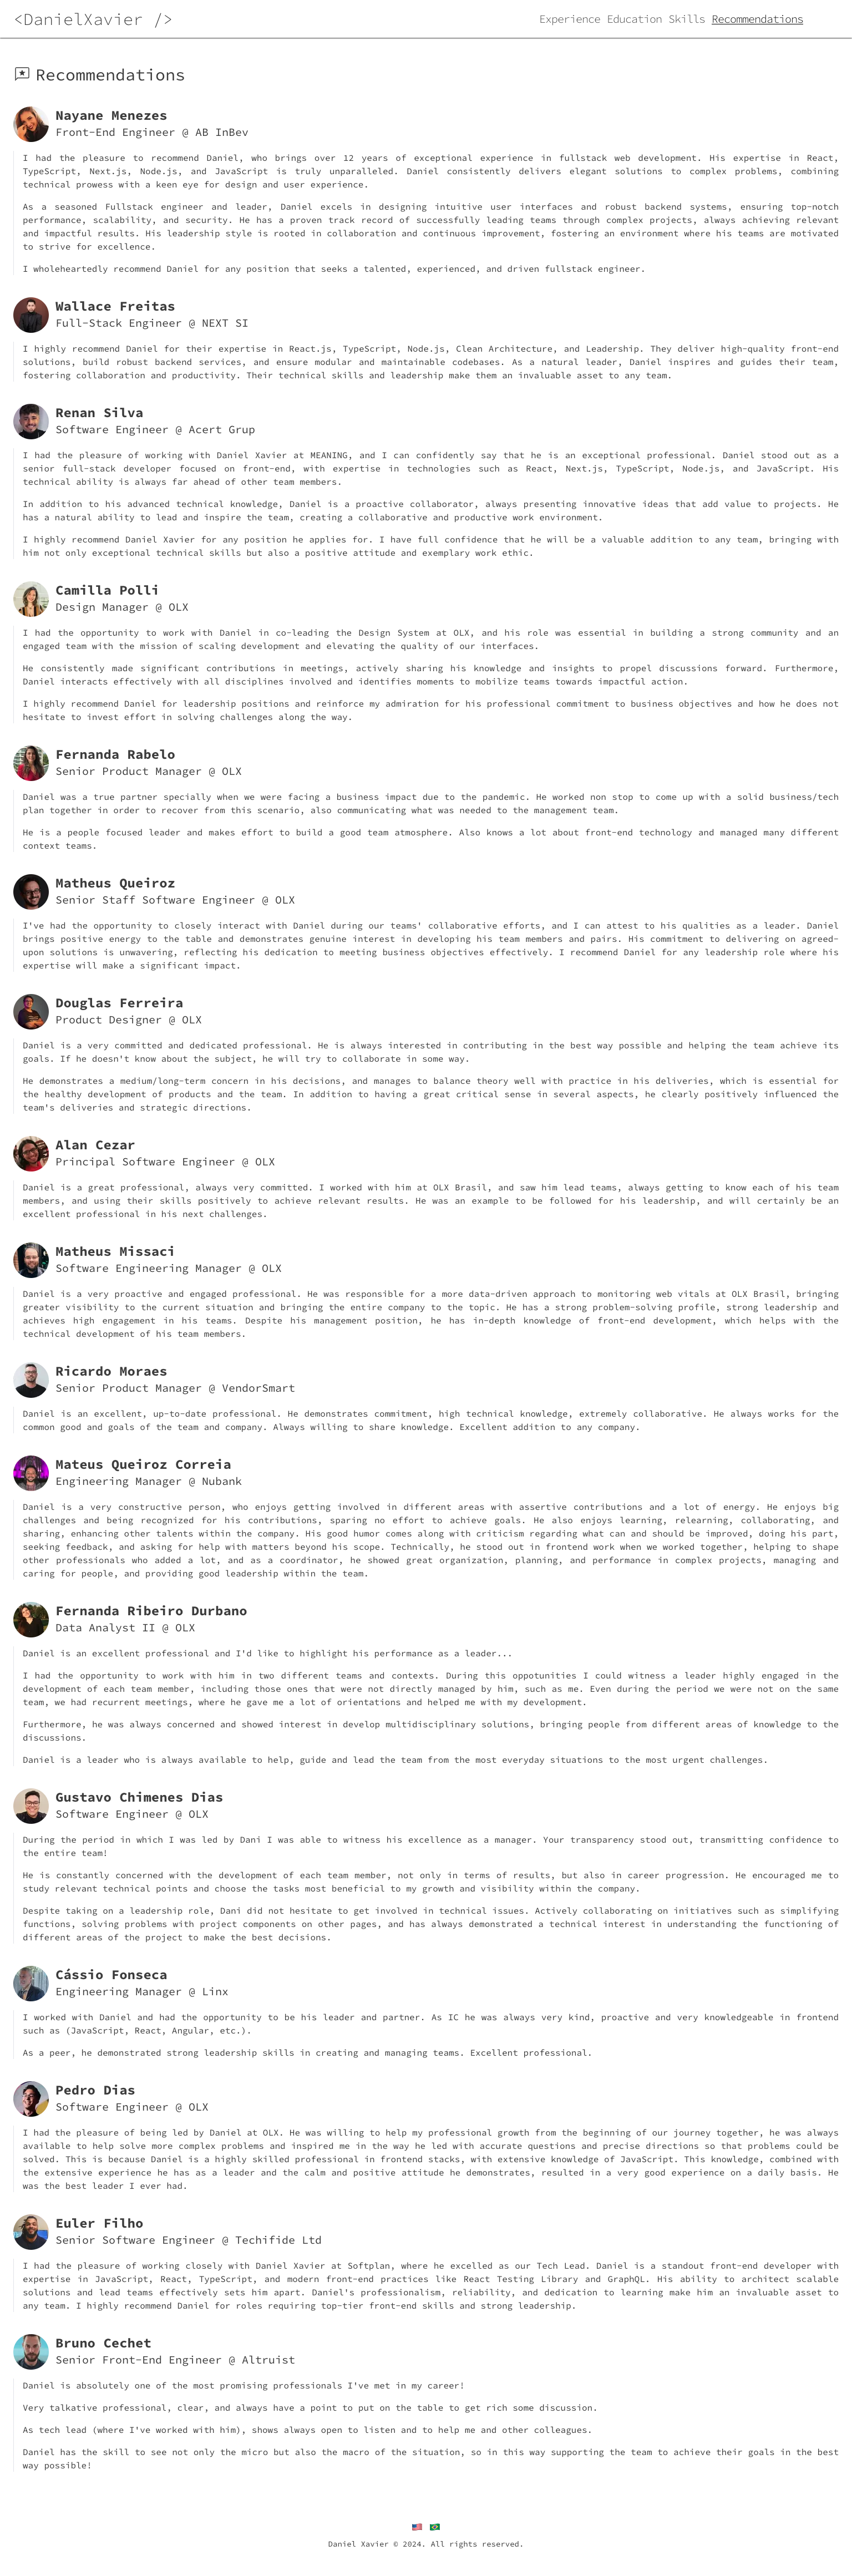 <DanielXavier />
Experience Education Skills Recommendations
Recommendations
Nayane Menezes
Front-End Engineer @ AB InBev
I had the pleasure to recommend Daniel, who brings over 12 years of exceptional experience in fullstack web development. His expertise in React,
TypeScript, Next.js, Node.js, and JavaScript is truly unparalleled. Daniel consistently delivers elegant solutions to complex problems, combining
technical prowess with a keen eye for design and user experience.
As a seasoned Fullstack engineer and leader, Daniel excels in designing intuitive user interfaces and robust backend systems, ensuring top-notch
performance, scalability, and security. He has a proven track record of successfully leading teams through complex projects, always achieving relevant
and impactful results. His leadership style is rooted in collaboration and continuous improvement, fostering an environment where his teams are motivated
to strive for excellence.
I wholeheartedly recommend Daniel for any position that seeks a talented, experienced, and driven fullstack engineer.
Wallace Freitas
Full-Stack Engineer @ NEXT SI
I highly recommend Daniel for their expertise in React.js, TypeScript, Node.js, Clean Architecture, and Leadership. They deliver high-quality front-end
solutions, build robust backend services, and ensure modular and maintainable codebases. As a natural leader, Daniel inspires and guides their team,
fostering collaboration and productivity. Their technical skills and leadership make them an invaluable asset to any team.
Renan Silva
Software Engineer @ Acert Grup
I had the pleasure of working with Daniel Xavier at MEANING, and I can confidently say that he is an exceptional professional. Daniel stood out as a
senior full-stack developer focused on front-end, with expertise in technologies such as React, Next.js, TypeScript, Node.js, and JavaScript. His
technical ability is always far ahead of other team members.
In addition to his advanced technical knowledge, Daniel is a proactive collaborator, always presenting innovative ideas that add value to projects. He
has a natural ability to lead and inspire the team, creating a collaborative and productive work environment.
I highly recommend Daniel Xavier for any position he applies for. I have full confidence that he will be a valuable addition to any team, bringing with
him not only exceptional technical skills but also a positive attitude and exemplary work ethic.
Camilla Polli
Design Manager @ OLX
I had the opportunity to work with Daniel in co-leading the Design System at OLX, and his role was essential in building a strong community and an
engaged team with the mission of scaling development and elevating the quality of our interfaces.
He consistently made significant contributions in meetings, actively sharing his knowledge and insights to propel discussions forward. Furthermore,
Daniel interacts effectively with all disciplines involved and identifies moments to mobilize teams towards impactful action.
I highly recommend Daniel for leadership positions and reinforce my admiration for his professional commitment to business objectives and how he does not
hesitate to invest effort in solving challenges along the way.
Fernanda Rabelo
Senior Product Manager @ OLX
Daniel was a true partner specially when we were facing a business impact due to the pandemic. He worked non stop to come up with a solid business/tech
plan together in order to recover from this scenario, also communicating what was needed to the management team.
He is a people focused leader and makes effort to build a good team atmosphere. Also knows a lot about front-end technology and managed many different
context teams.
Matheus Queiroz
Senior Staff Software Engineer @ OLX
I've had the opportunity to closely interact with Daniel during our teams' collaborative efforts, and I can attest to his qualities as a leader. Daniel
brings positive energy to the table and demonstrates genuine interest in developing his team members and pairs. His commitment to delivering on agreed-
upon solutions is unwavering, reflecting his dedication to meeting business objectives effectively. I recommend Daniel for any leadership role where his
expertise will make a significant impact.
Douglas Ferreira
Product Designer @ OLX
Daniel is a very committed and dedicated professional. He is always interested in contributing in the best way possible and helping the team achieve its
goals. If he doesn't know about the subject, he will try to collaborate in some way.
He demonstrates a medium/long-term concern in his decisions, and manages to balance theory well with practice in his deliveries, which is essential for
the healthy development of products and the team. In addition to having a great critical sense in several aspects, he clearly positively influenced the
team's deliveries and strategic directions.
Alan Cezar
Principal Software Engineer @ OLX
Daniel is a great professional, always very committed. I worked with him at OLX Brasil, and saw him lead teams, always getting to know each of his team
members, and using their skills positively to achieve relevant results. He was an example to be followed for his leadership, and will certainly be an
excellent professional in his next challenges.
Matheus Missaci
Software Engineering Manager @ OLX
Daniel is a very proactive and engaged professional. He was responsible for a more data-driven approach to monitoring web vitals at OLX Brasil, bringing
greater visibility to the current situation and bringing the entire company to the topic. He has a strong problem-solving profile, strong leadership and
achieves high engagement in his teams. Despite his management position, he has in-depth knowledge of front-end development, which helps with the
technical development of his team members.
Ricardo Moraes
Senior Product Manager @ VendorSmart
Daniel is an excellent, up-to-date professional. He demonstrates commitment, high technical knowledge, extremely collaborative. He always works for the
common good and goals of the team and company. Always willing to share knowledge. Excellent addition to any company.
Mateus Queiroz Correia
Engineering Manager @ Nubank
Daniel is a very constructive person, who enjoys getting involved in different areas with assertive contributions and a lot of energy. He enjoys big
challenges and being recognized for his contributions, sparing no effort to achieve goals. He also enjoys learning, relearning, collaborating, and
sharing, enhancing other talents within the company. His good humor comes along with criticism regarding what can and should be improved, doing his part,
seeking feedback, and asking for help with matters beyond his scope. Technically, he stood out in frontend work when we worked together, helping to shape
other professionals who added a lot, and as a coordinator, he showed great organization, planning, and performance in complex projects, managing and
caring for people, and providing good leadership within the team.
Fernanda Ribeiro Durbano
Data Analyst II @ OLX
Daniel is an excellent professional and I'd like to highlight his performance as a leader...
I had the opportunity to work with him in two different teams and contexts. During this oppotunities I could witness a leader highly engaged in the
development of each team member, including those ones that were not directly managed by him, such as me. Even during the period we were not on the same
team, we had recurrent meetings, where he gave me a lot of orientations and helped me with my development.
Furthermore, he was always concerned and showed interest in develop multidisciplinary solutions, bringing people from different areas of knowledge to the
discussions.
Daniel is a leader who is always available to help, guide and lead the team from the most everyday situations to the most urgent challenges.
Gustavo Chimenes Dias
Software Engineer @ OLX
During the period in which I was led by Dani I was able to witness his excellence as a manager. Your transparency stood out, transmitting confidence to
the entire team!
He is constantly concerned with the development of each team member, not only in terms of results, but also in career progression. He encouraged me to
study relevant technical points and choose the tasks most beneficial to my growth and visibility within the company.
Despite taking on a leadership role, Dani did not hesitate to get involved in technical issues. Actively collaborating on initiatives such as simplifying
functions, solving problems with project components on other pages, and has always demonstrated a technical interest in understanding the functioning of
different areas of the project to make the best decisions.
Cássio Fonseca
Engineering Manager @ Linx
I worked with Daniel and had the opportunity to be his leader and partner. As IC he was always very kind, proactive and very knowledgeable in frontend
such as (JavaScript, React, Angular, etc.).
As a peer, he demonstrated strong leadership skills in creating and managing teams. Excellent professional.
Pedro Dias
Software Engineer @ OLX
I had the pleasure of being led by Daniel at OLX. He was willing to help my professional growth from the beginning of our journey together, he was always
available to help solve more complex problems and inspired me in the way he led with accurate questions and precise directions so that problems could be
solved. This is because Daniel is a highly skilled professional in frontend stacks, with extensive knowledge of JavaScript. This knowledge, combined with
the extensive experience he has as a leader and the calm and positive attitude he demonstrates, resulted in a very good experience on a daily basis. He
was the best leader I ever had.
Euler Filho
Senior Software Engineer @ Techifide Ltd
I had the pleasure of working closely with Daniel Xavier at Softplan, where he excelled as our Tech Lead. Daniel is a standout front-end developer with
expertise in JavaScript, React, TypeScript, and modern front-end practices like React Testing Library and GraphQL. His ability to architect scalable
solutions and lead teams effectively sets him apart. Daniel's professionalism, reliability, and dedication to learning make him an invaluable asset to
any team. I highly recommend Daniel for roles requiring top-tier front-end skills and strong leadership.
Bruno Cechet
Senior Front-End Engineer @ Altruist
Daniel is absolutely one of the most promising professionals I've met in my career!
Very talkative professional, clear, and always have a point to put on the table to get rich some discussion.
As tech lead (where I've worked with him), shows always open to listen and to help me and other colleagues.
Daniel has the skill to see not only the micro but also the macro of the situation, so in this way supporting the team to achieve their goals in the best
way possible!
Daniel Xavier © 2024. All rights reserved.